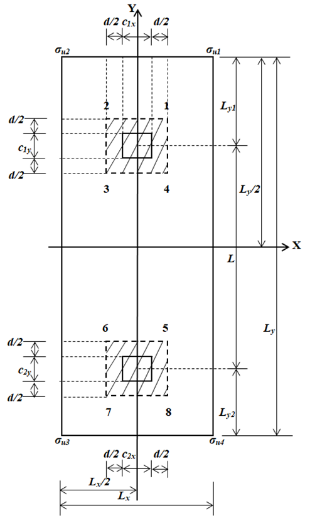 Y
d/2 c1x d/2
σu2 σu1
2 1
d/2
c1y
d/2
3 4
Ly1
Ly/2
X
L
Ly
6 5
d/2
c2y
d/2
7 8
Ly2
σu3 σu4
d/2 c2x d/2
Lx/2
Lx